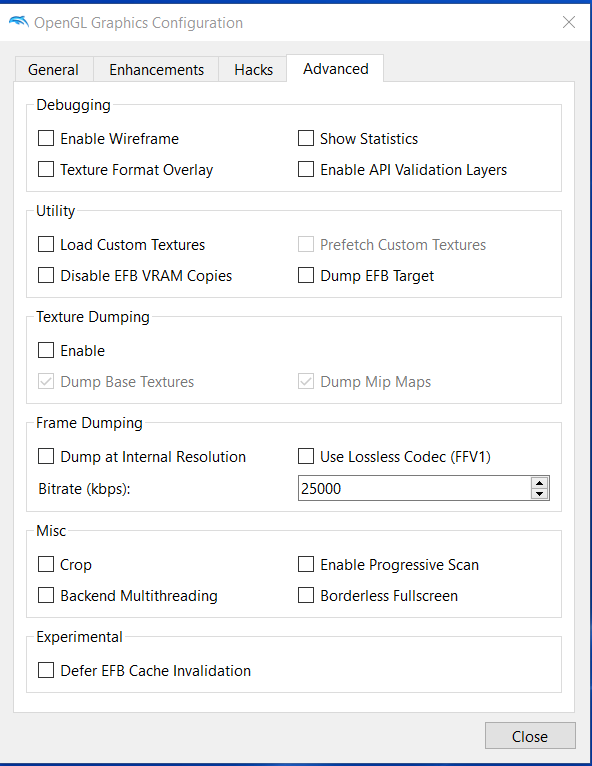 OpenGL Graphics Configuration
General Enhancements Hacks Advanced
Debugging
Enable Wireframe Show Statistics
Texture Format Overlay Enable API Validation Layers
Utility
Load Custom Textures Prefetch Custom Textures
Disable EFB VRAM Copies Dump EFB Target
Texture Dumping
Enable
Dump Base Textures Dump Mip Maps
Frame Dumping
Dump at Internal Resolution Use Lossless Codec (FFV1)
Bitrate (kbps): 25000
Misc
Crop Enable Progressive Scan
Backend Multithreading Borderless Fullscreen
Experimental
Defer EFB Cache Invalidation
Close